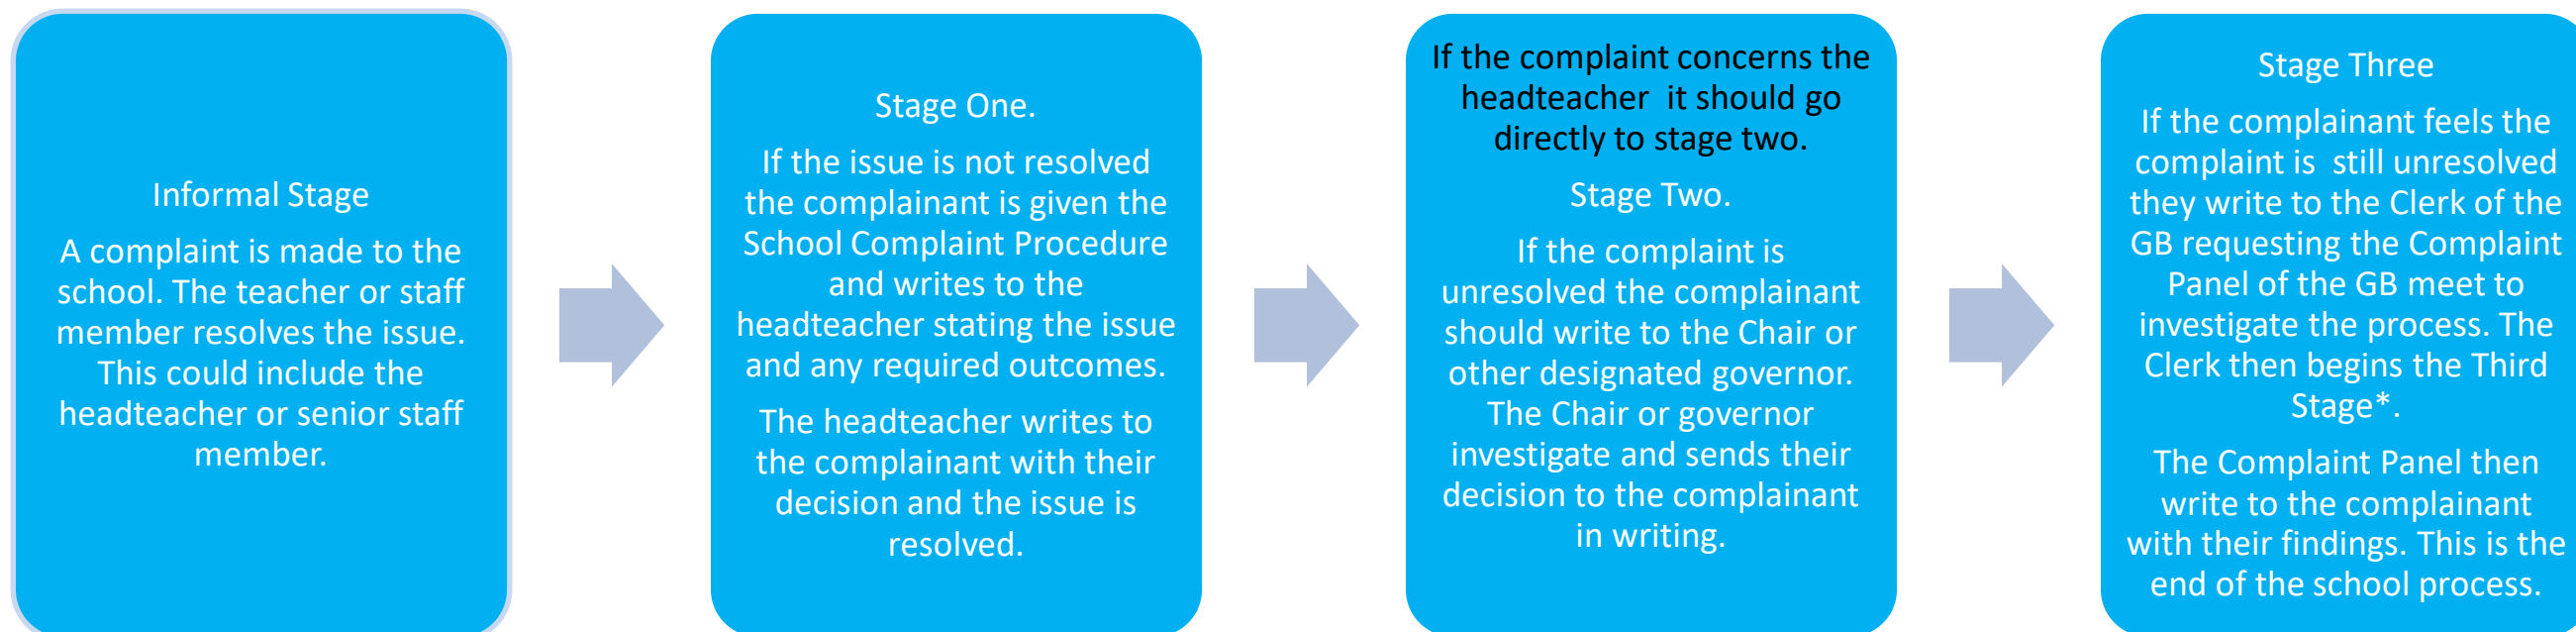 Informal Stage
A complaint is made to the
school. The teacher or staff
member resolves the issue.
This could include the
headteacher or senior staff
member.
Stage One.
If the issue is not resolved
the complainant is given the
School Complaint Procedure
and writes to the
headteacher stating the issue
and any required outcomes.
The headteacher writes to
the complainant with their
decision and the issue is
resolved.
If the complaint concerns the
headteacher it should go
directly to stage two.
Stage Two.
If the complaint is
unresolved the complainant
should write to the Chair or
other designated governor.
The Chair or governor
investigate and sends their
decision to the complainant
in writing.
Stage Three
If the complainant feels the
complaint is still unresolved
they write to the Clerk of the
GB requesting the Complaint
Panel of the GB meet to
investigate the process. The
Clerk then begins the Third
Stage*.
The Complaint Panel then
write to the complainant
with their findings. This is the
end of the school process.